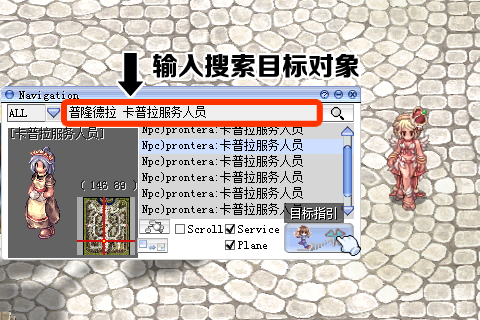 输入搜索目标对象
Navigation
ALL
普隆德拉 卡普拉服务人员
[卡普拉服务人员]
Npc)prontera:卡普拉服务人员
Npc)prontera:卡普拉服务人员
Npc)prontera:卡普拉服务人员
Npc)prontera:卡普拉服务人员
Npc)prontera:卡普拉服务人员
Npc)prontera:卡普拉服务人员
( 146 89 )
目标指引
Scroll
Service
Plane